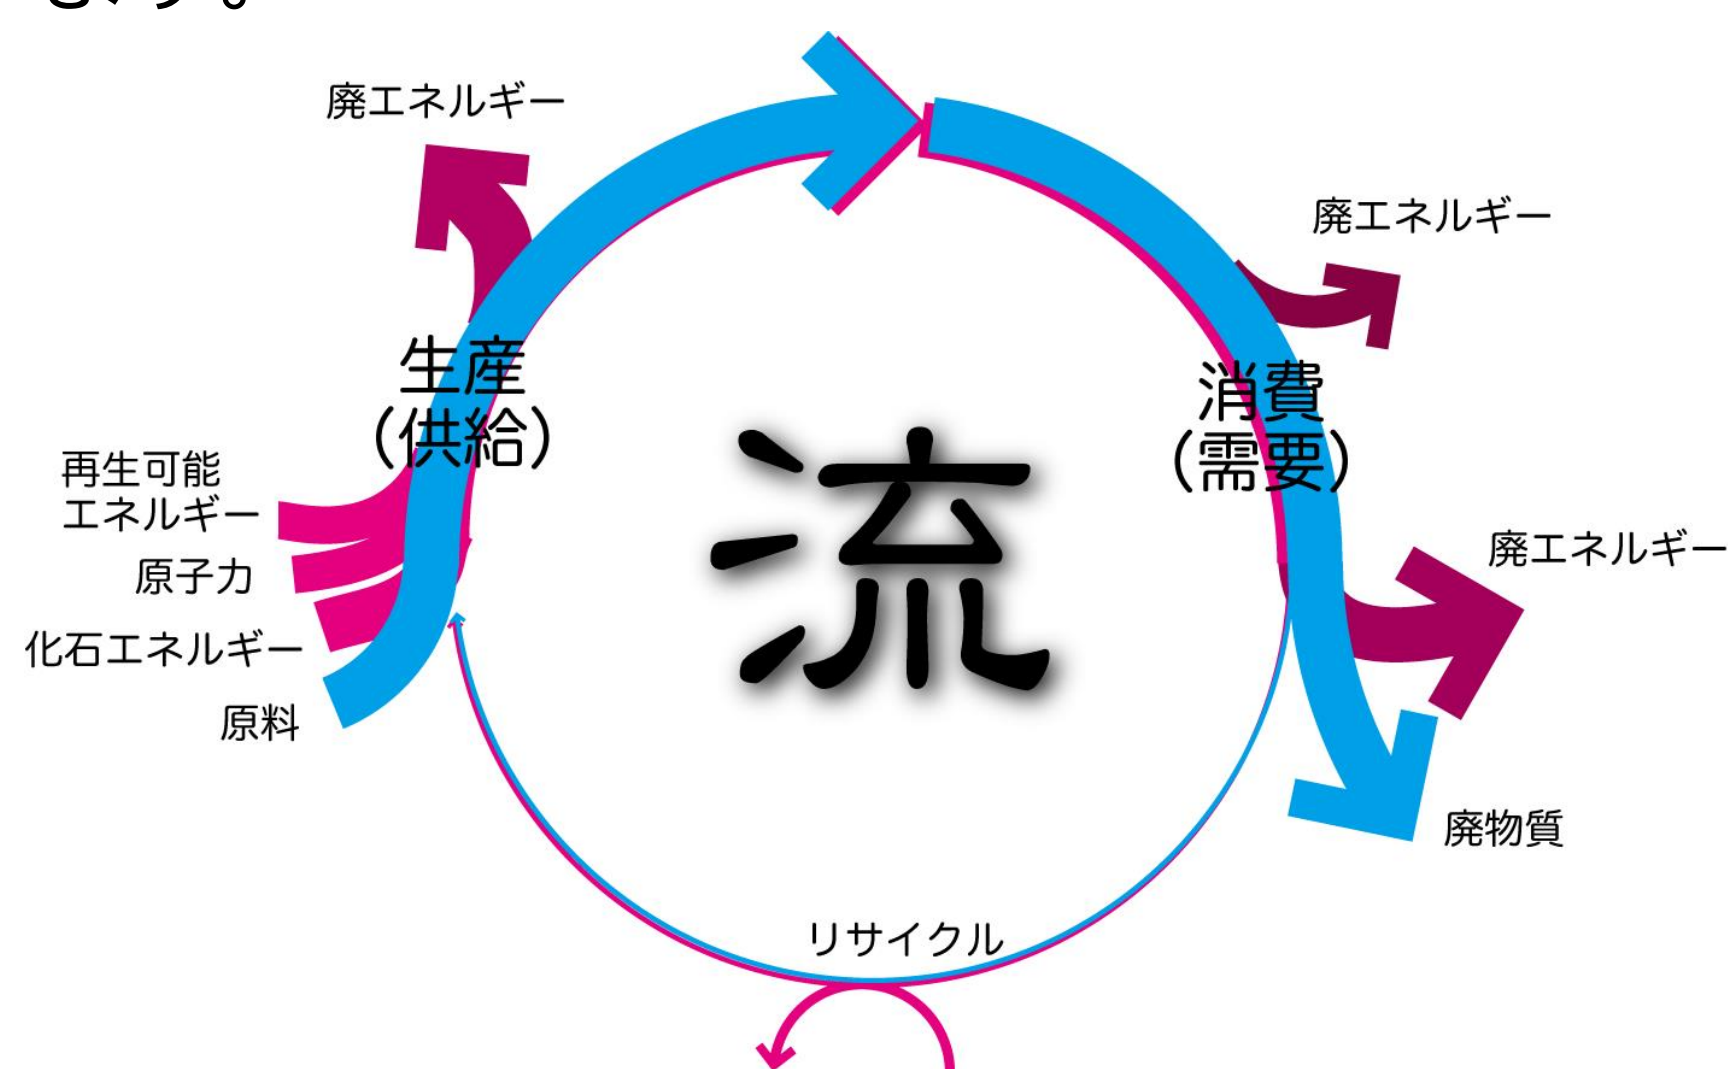 ます。
廃エネルギー
廃エネルギー
生産
(供給)
消費
(需要)
再生可能
エネルギー
原子力
化石エネルギー
原料
流
廃エネルギー
廃物質
リサイクル